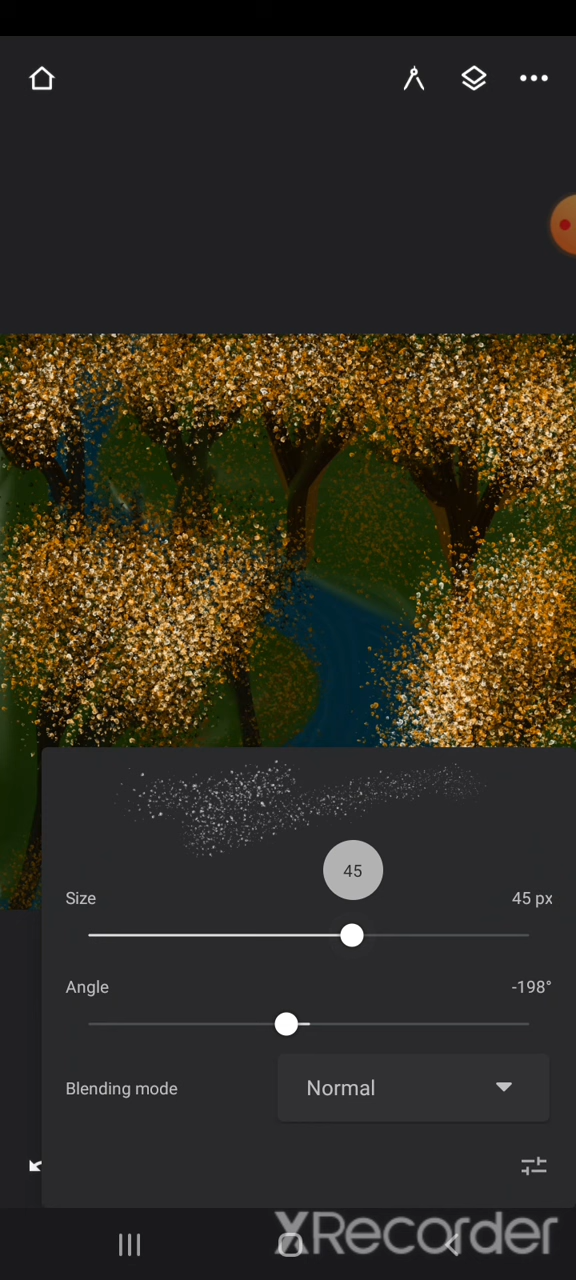 45
Size
45 px
Angle
-198°
Blending mode
Normal
XRecorder